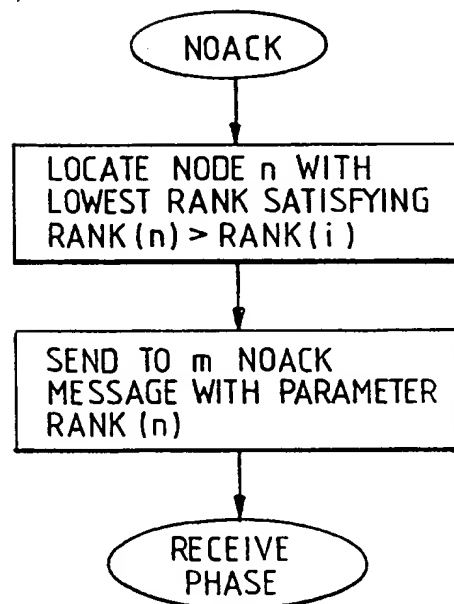 NOACK
LOCATE NODE n WITH
LOWEST RANK SATISFYING
RANK (n) > RANK (i)
SEND TO m NOACK
MESSAGE WITH PARAMETER
RANK (n)
RECEIVE
PHASE